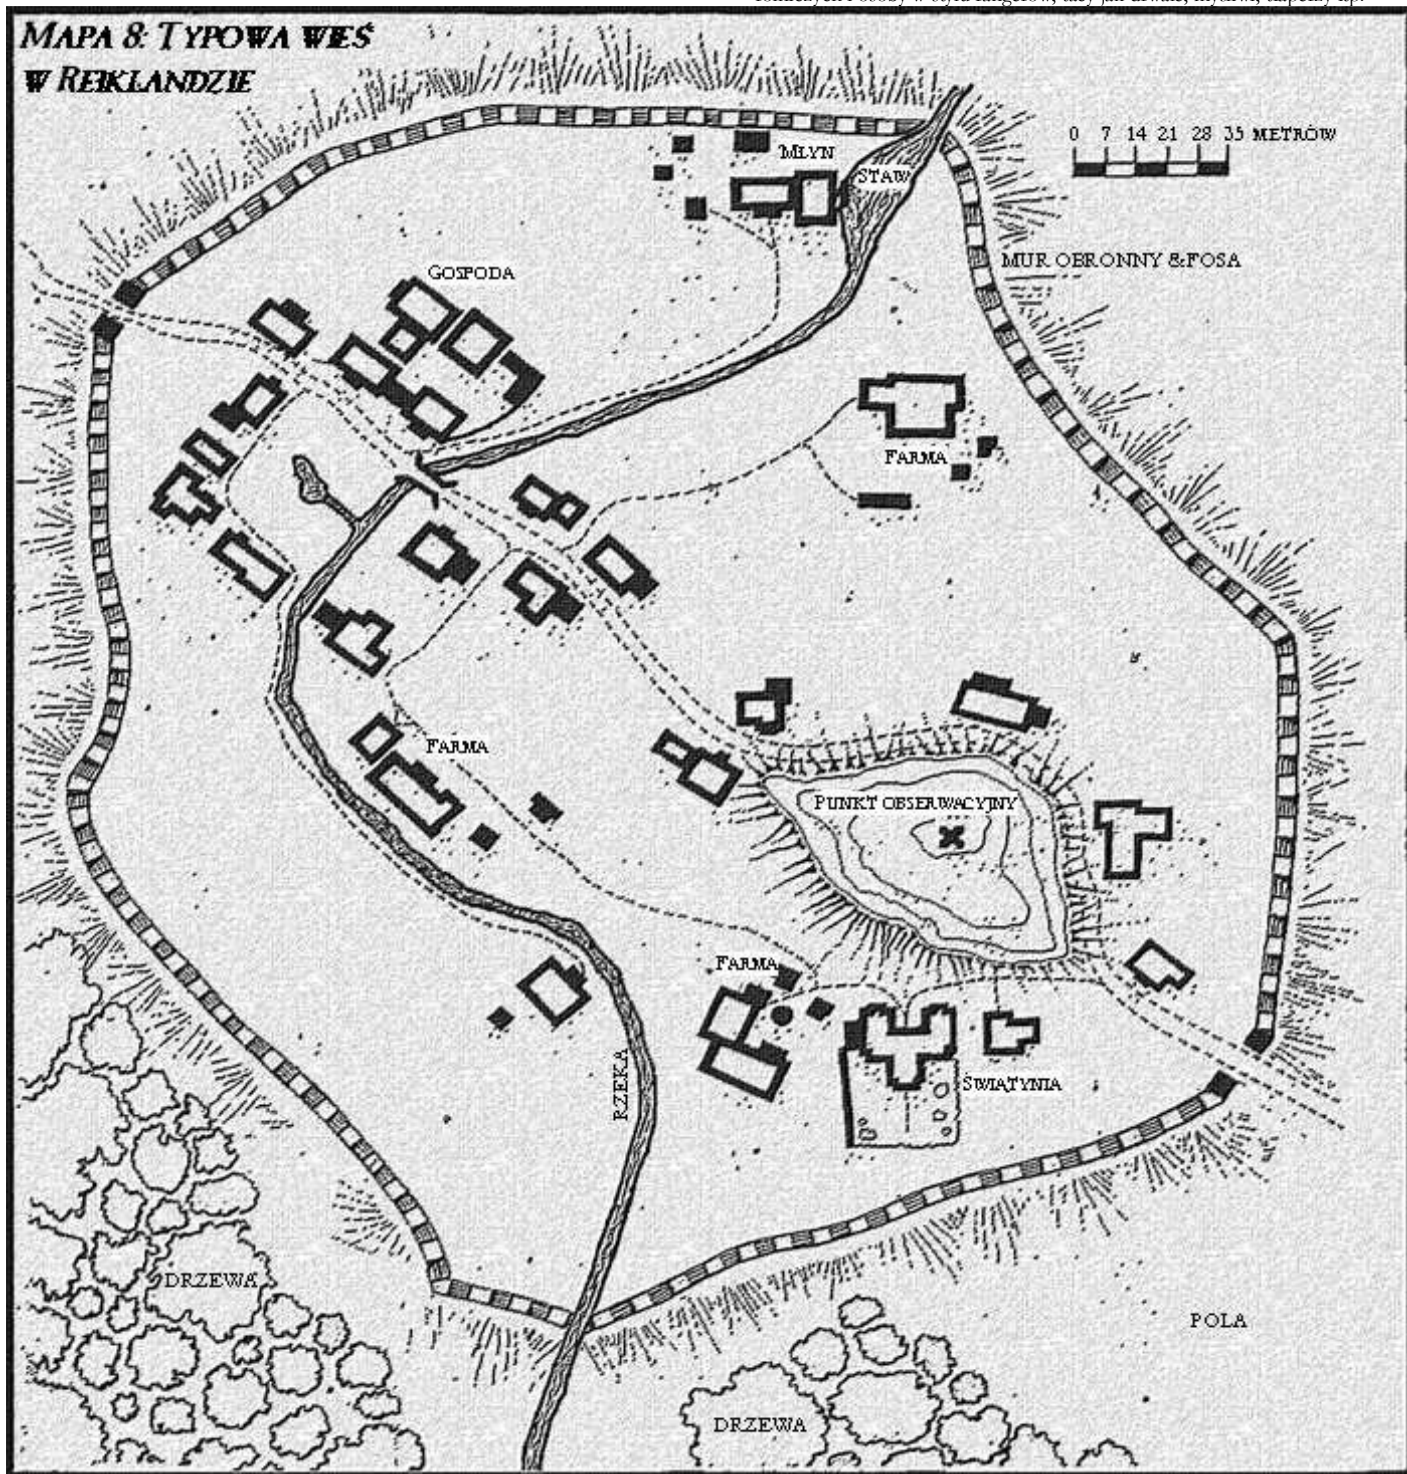 MAPA 8: TYPOWA WIEŚ
W REIKLANDZIE
0 7 14 21 28 35 METRÓW
MŁYN
STAW
MUR OBRONNY & FOSA
GOSPODA
FARMA
FARMA
PUNKT OBSERWACYJNY
FARMA
RZEKA
ŚWIĄTYNIA
DRZEWA
POLA
DRZEWA